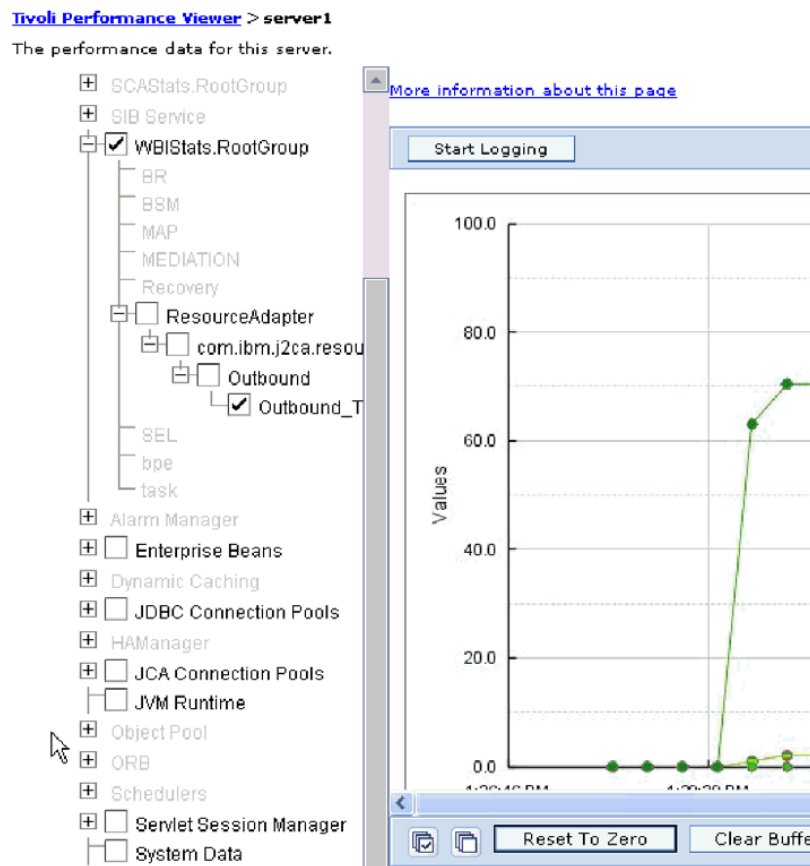 Tivoli Performance Viewer > server1
The performance data for this server.
SCAStats.RootGroup
SIB Service
WBIStats.RootGroup
BR
BSM
MAP
MEDIATION
Recovery
ResourceAdapter
com.ibm.j2ca.resou
Outbound
Outbound_T
SEL
bpe
task
Alarm Manager
Enterprise Beans
Dynamic Caching
JDBC Connection Pools
HAManager
JCA Connection Pools
JVM Runtime
Object Pool
ORB
Schedulers
Servlet Session Manager
System Data
More information about this page
Start Logging
100.0
80.0
60.0
40.0
20.0
0.0
Values
Reset To Zero
Clear Buffe